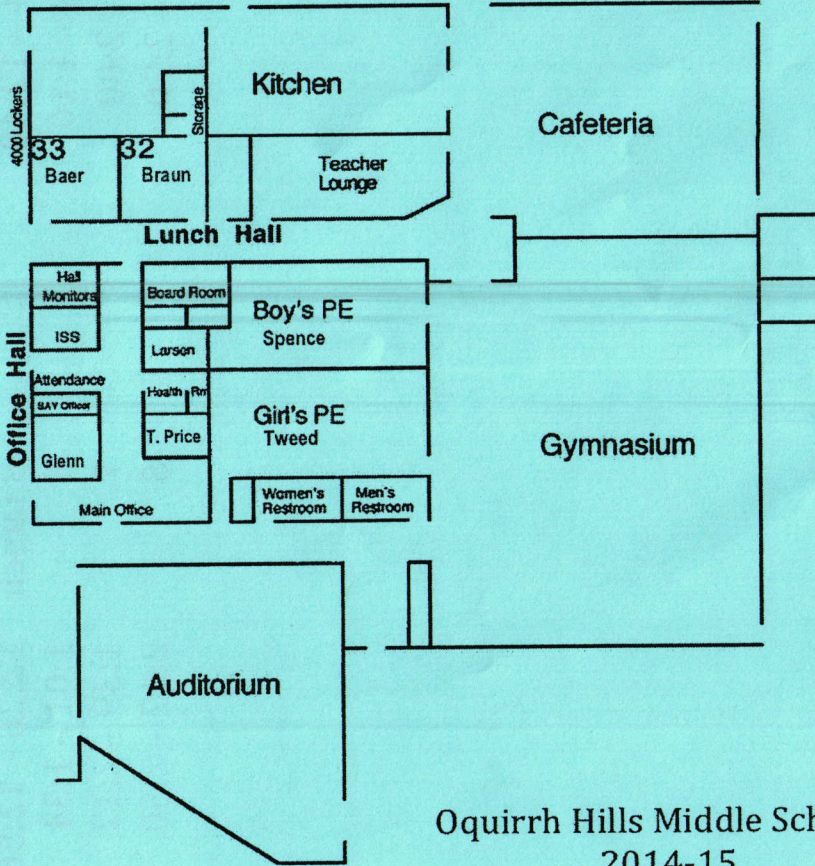 Kitchen
Cafeteria
Storage
4000 Lockers
33
32
Baer
Braun
Teacher
Lounge
Lunch Hall
Hall
Monitors
Board Room
Boy's PE
Spence
ISS
Larsen
Office Hall
Attendance
Health Rm
SAY Officer
Girl's PE
Tweed
T. Price
Glenn
Gymnasium
Women's
Restroom
Men's
Restroom
Main Office
Auditorium
Oquirrh Hills Middle Sch
2014-15